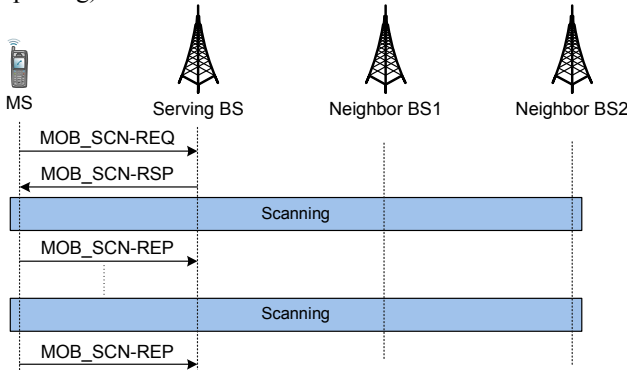 MS
Serving BS
Neighbor BS1
Neighbor BS2
MOB_SCN-REQ
MOB_SCN-RSP
Scanning
MOB_SCN-REP
Scanning
MOB_SCN-REP